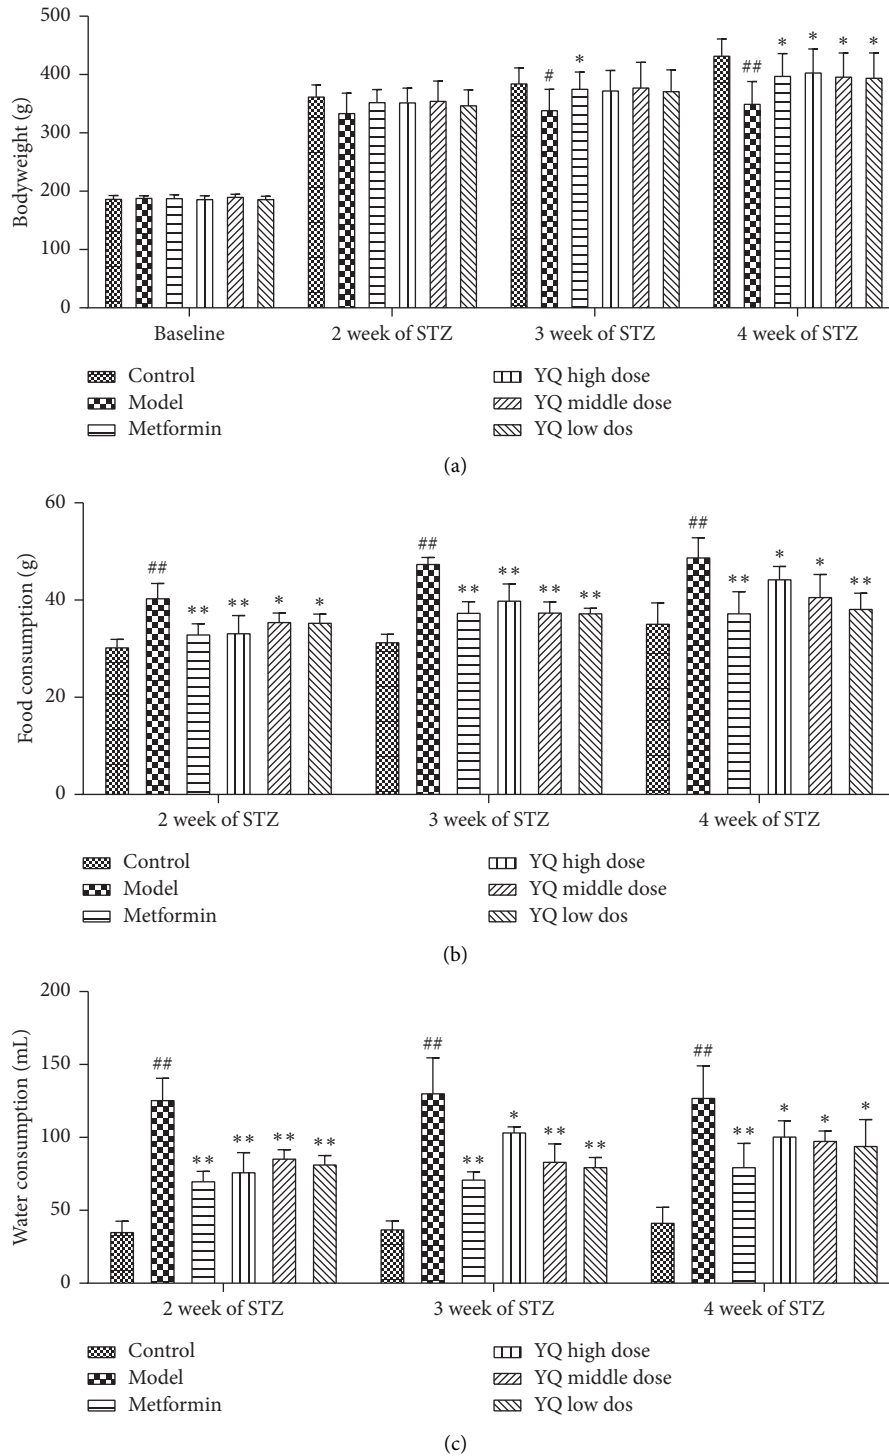 500
400
300
200
100
0
Bodyweight (g)
# * ## * * * *
Baseline 2 week of STZ 3 week of STZ 4 week of STZ
Control YQ high dose
Model YQ middle dose
Metformin YQ low dos
(a)
60
40
20
0
Food consumption (g)
## ** ** * * ## ** ** ** ** ## ** * * **
2 week of STZ 3 week of STZ 4 week of STZ
Control YQ high dose
Model YQ middle dose
Metformin YQ low dos
(b)
200
150
100
50
0
Water consumption (mL)
## ** ** ** ** ## ** * ** ** ## ** * * *
2 week of STZ 3 week of STZ 4 week of STZ
Control YQ high dose
Model YQ middle dose
Metformin YQ low dos
(c)